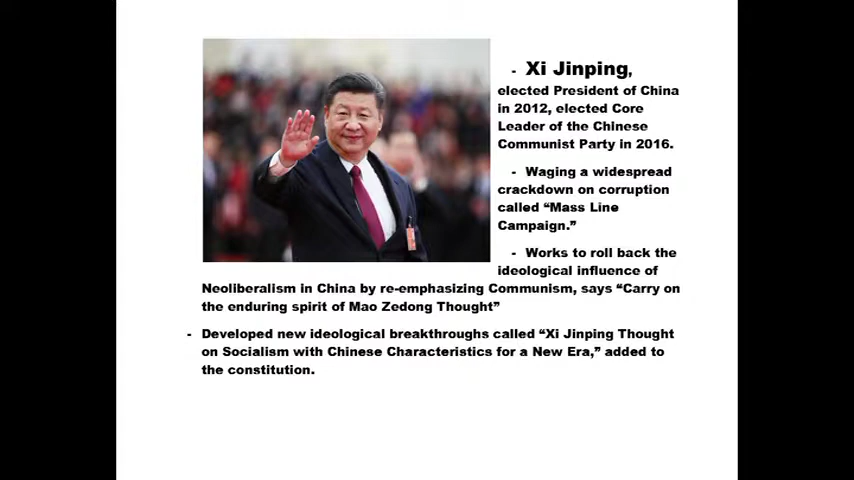 - Xi Jinping,
elected President of China
in 2012, elected Core
Leader of the Chinese
Communist Party in 2016.
- Waging a widespread
crackdown on corruption
called “Mass Line
Campaign.”
- Works to roll back the
ideological influence of
Neoliberalism in China by re-emphasizing Communism, says “Carry on
the enduring spirit of Mao Zedong Thought”
- Developed new ideological breakthroughs called “Xi Jinping Thought
on Socialism with Chinese Characteristics for a New Era,” added to
the constitution.